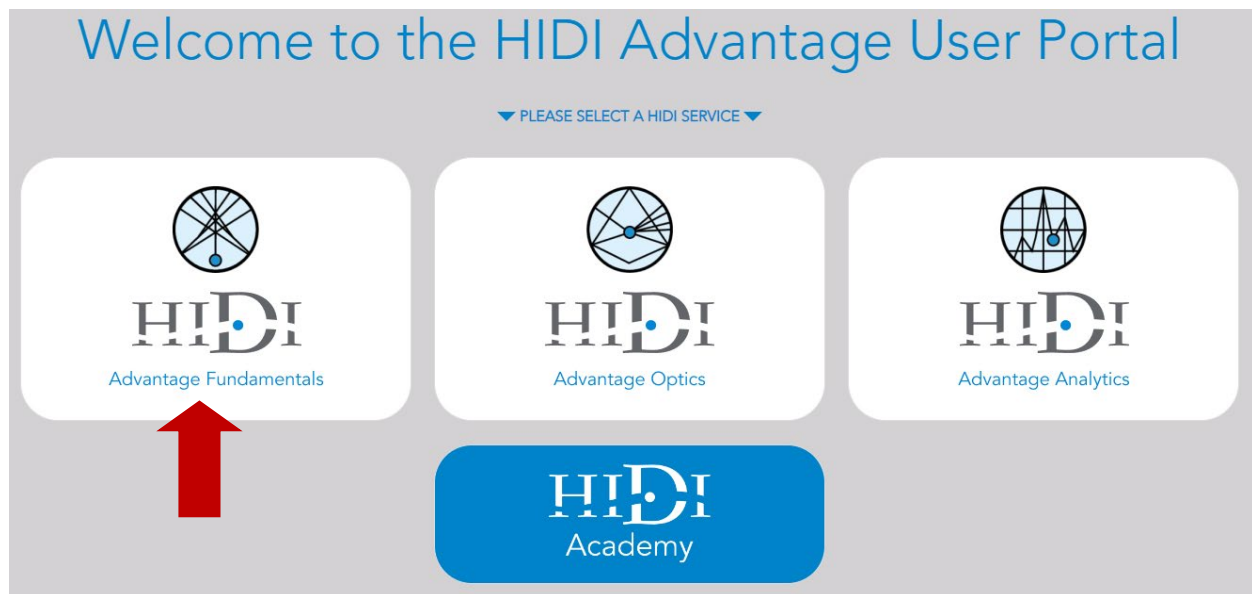 Welcome to the HIDI Advantage User Portal
PLEASE SELECT A HIDI SERVICE
HIDI
Advantage Fundamentals
HIDI
Advantage Optics
HIDI
Advantage Analytics
HIDI
Academy